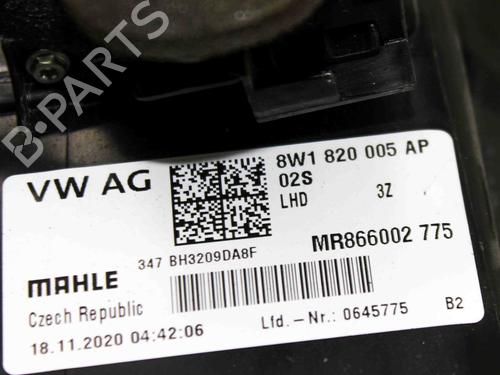 B-PARTS
VW AG
8W1 820 005 AP
02S
LHD 3Z
347 BH3209DA8F
MR866002 775
MAHLE
Czech Republic
18.11.2020 04:42:06
Lfd.-Nr.: 0645775 B2